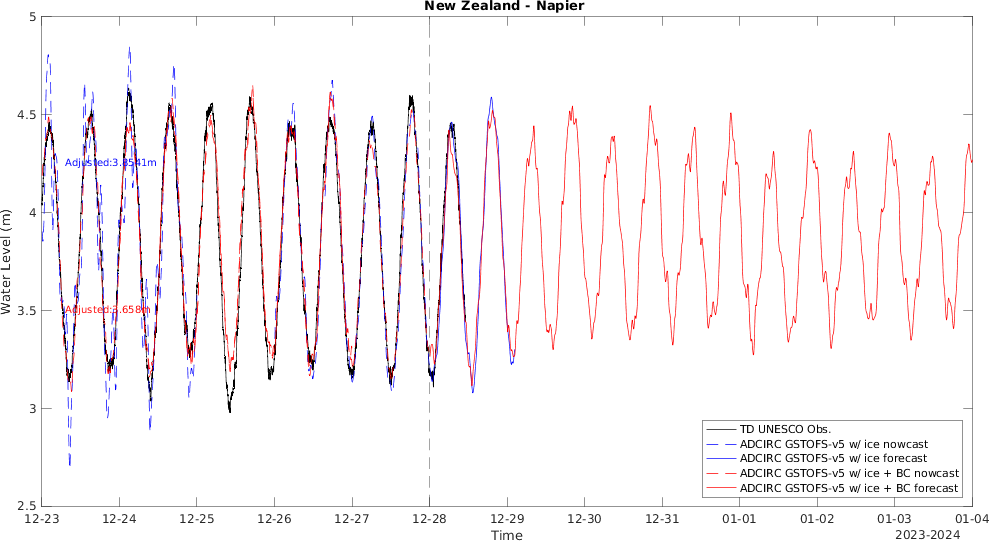 New Zealand - Napier
5
4.5
4
3.5
3
2.5
Water Level (m)
Adjusted:3.8541m
Adjusted:3.658m
TD UNESCO Obs.
ADCIRC GSTOFS-v5 w/ ice nowcast
ADCIRC GSTOFS-v5 w/ ice forecast
ADCIRC GSTOFS-v5 w/ ice + BC nowcast
ADCIRC GSTOFS-v5 w/ ice + BC forecast
12-23 12-24 12-25 12-26 12-27 12-28 12-29 12-30 12-31 01-01 01-02 01-03 01-04
Time
2023-2024